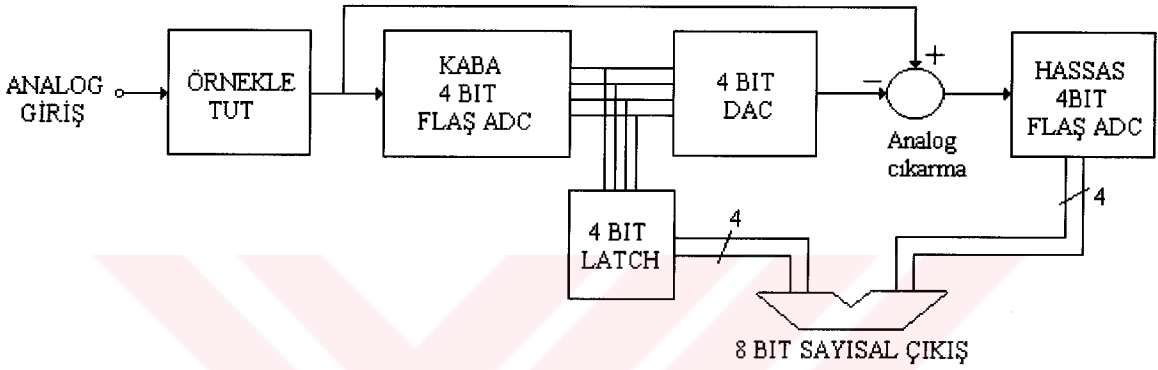 ANALOG
GİRİŞ
ÖRNEKLE
TUT
KABA
4 BIT
FLAŞ ADC
4 BIT
DAC
−
+
Analog
cıkarma
HASSAS
4BIT
FLAŞ ADC
4
4 BIT
LATCH
4
8 BIT SAYISAL ÇIKIŞ